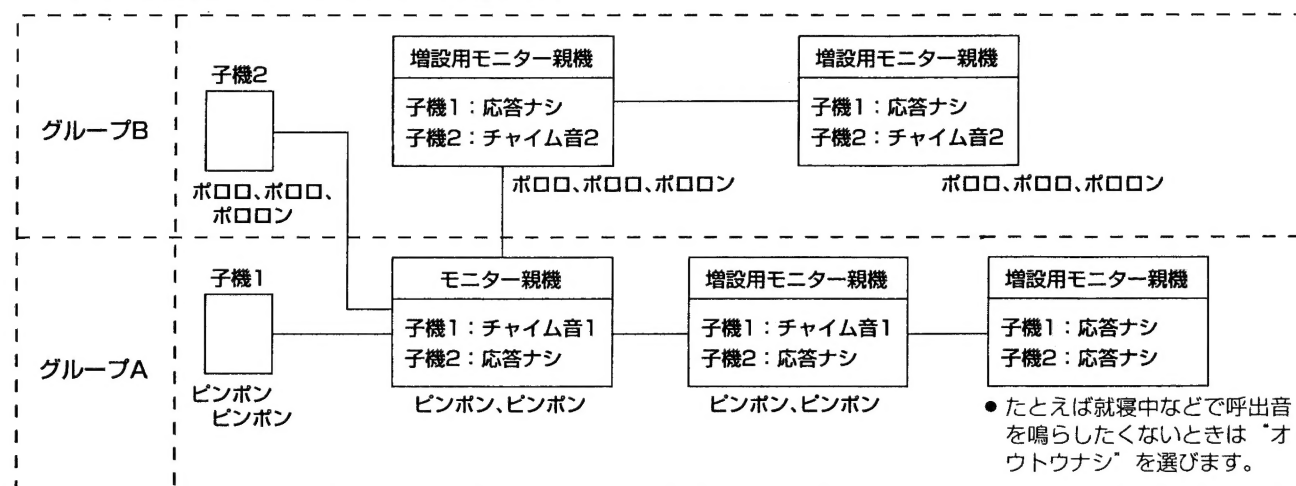 グループB
子機2
ポロロ、ポロロ、
ポロロン
増設用モニター親機
子機1：応答ナシ
子機2：チャイム音2
ポロロ、ポロロ、ポロロン
増設用モニター親機
子機1：応答ナシ
子機2：チャイム音2
ポロロ、ポロロ、ポロロン
グループA
子機1
ピンポン
ピンポン
モニター親機
子機1：チャイム音1
子機2：応答ナシ
ピンポン、ピンポン
増設用モニター親機
子機1：チャイム音1
子機2：応答ナシ
ピンポン、ピンポン
増設用モニター親機
子機1：応答ナシ
子機2：応答ナシ
● たとえば就寝中などで呼出音
を鳴らしたくないときは“オ
ウトウナシ”を選びます。